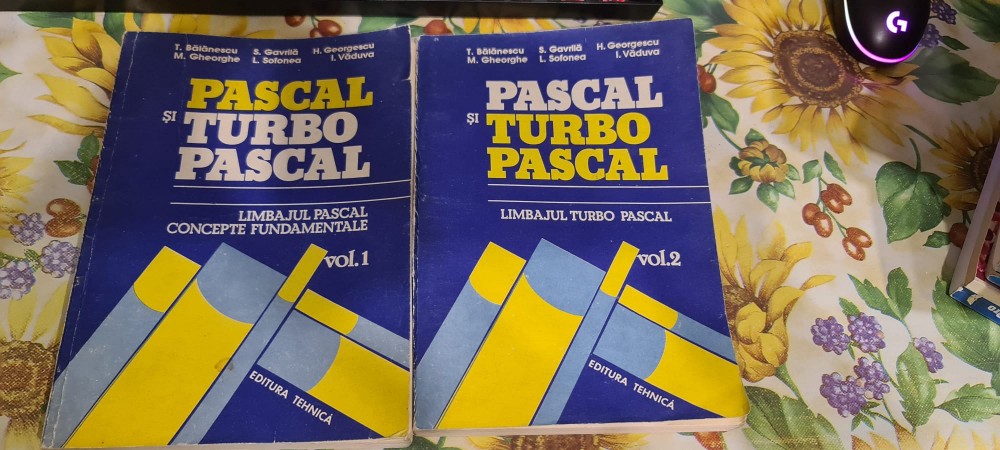 T. Bălănescu S. Gavrilă H. Georgescu
M. Gheorghe L. Sofonea I. Văduva
PASCAL
ȘI TURBO
PASCAL
LIMBAJUL PASCAL
CONCEPTE FUNDAMENTALE
vol.1
EDITURA TEHNICĂ
T. Bălănescu S. Gavrilă H. Georgescu
M. Gheorghe L. Sofonea I. Văduva
PASCAL
ȘI TURBO
PASCAL
LIMBAJUL TURBO PASCAL
vol.2
EDITURA TEHNICĂ
G